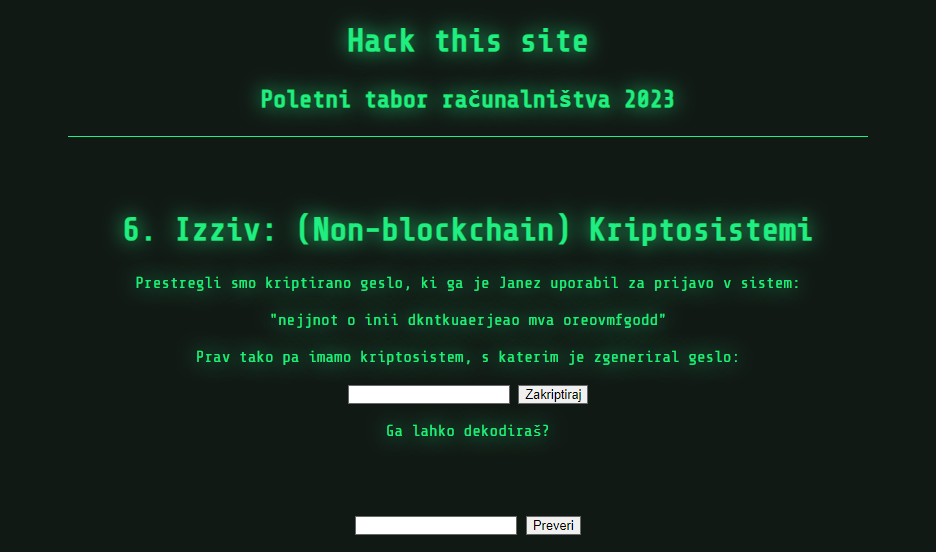 Hack this site
Poletni tabor računalništva 2023
6. Izziv: (Non-blockchain) Kriptosistemi
Prestregli smo kriptirano geslo, ki ga je Janez uporabil za prijavo v sistem:
"nejjnot o inii dkntkuaerjeao mva oreovmfgodd"
Prav tako pa imamo kriptosistem, s katerim je zgeneriral geslo:
Zakriptiraj
Ga lahko dekodiraš?
Preveri